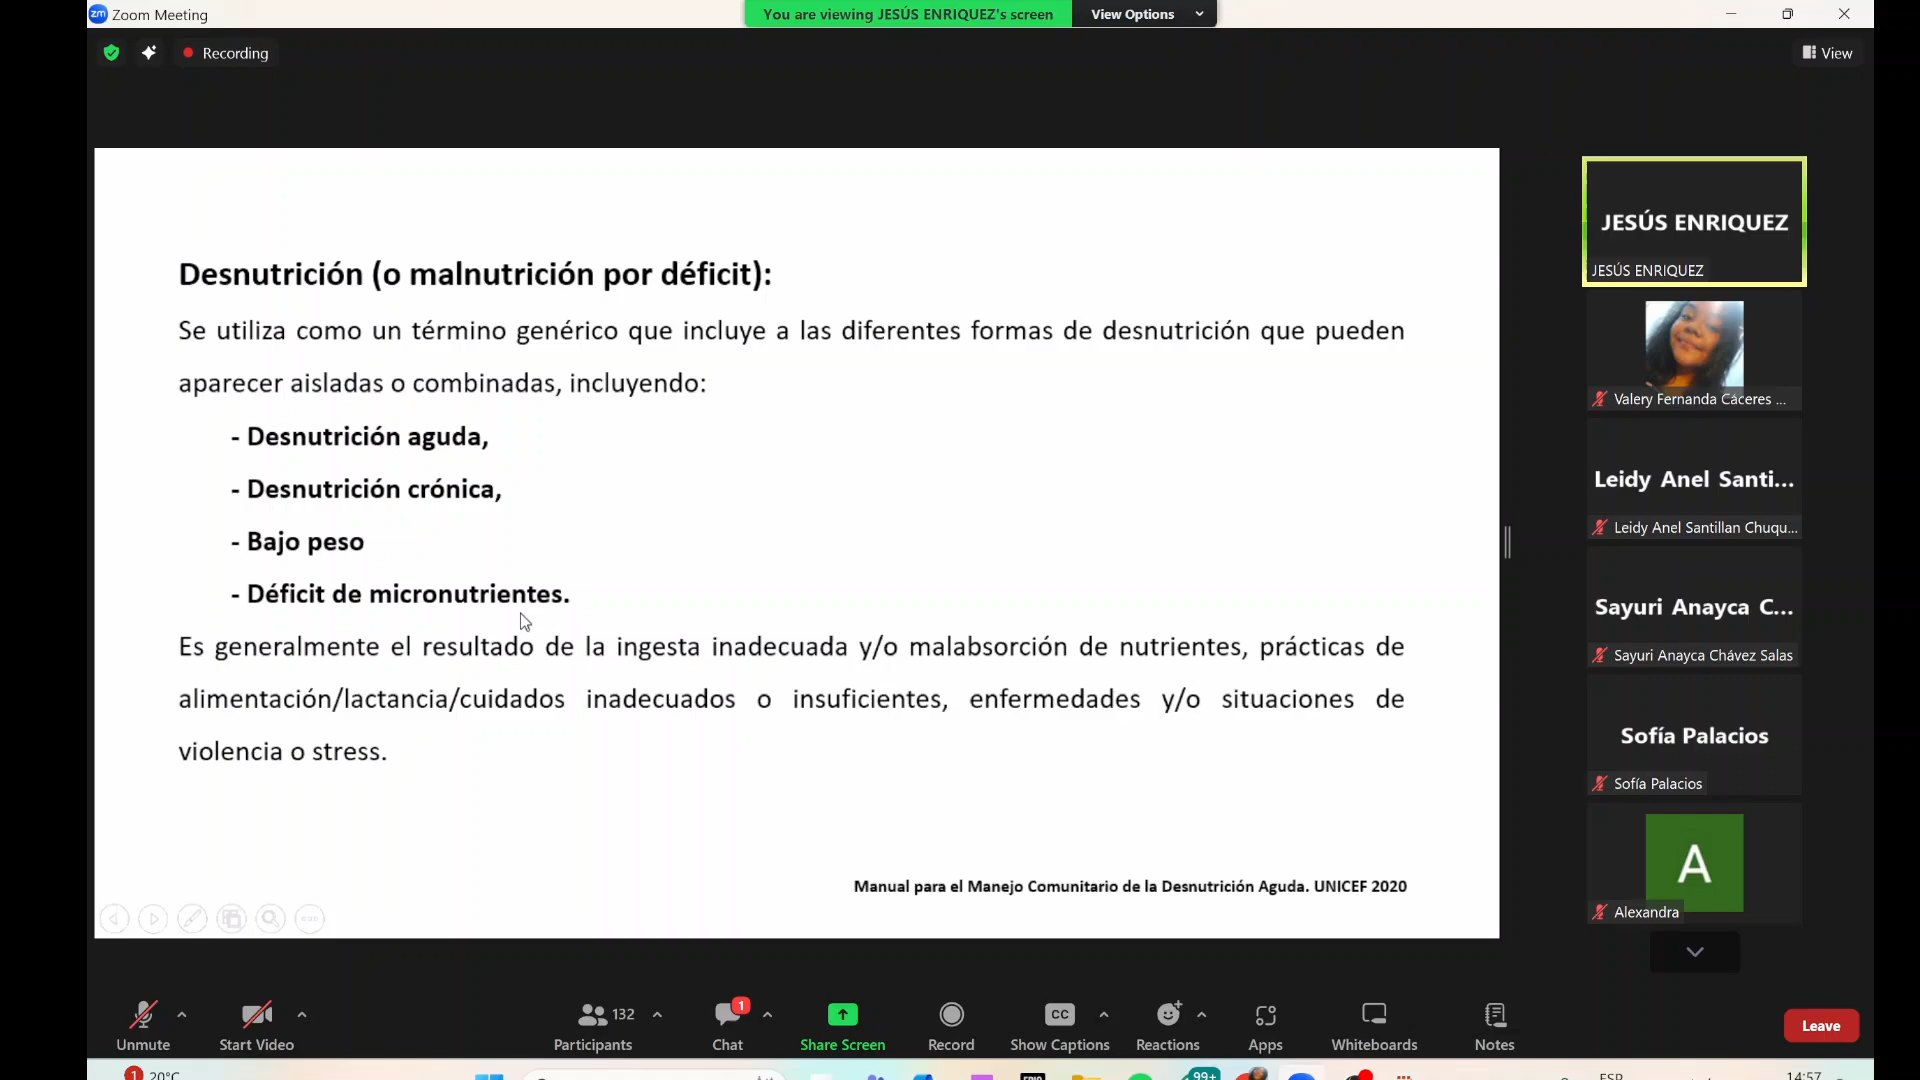 zm Zoom Meeting
You are viewing JESÚS ENRIQUEZ's screen
View Options
Recording
View
Desnutrición (o malnutrición por déficit):
Se utiliza como un término genérico que incluye a las diferentes formas de desnutrición que pueden
aparecer aisladas o combinadas, incluyendo:
- Desnutrición aguda,
- Desnutrición crónica,
- Bajo peso
- Déficit de micronutrientes.
Es generalmente el resultado de la ingesta inadecuada y/o malabsorción de nutrientes, prácticas de
alimentación/lactancia/cuidados inadecuados o insuficientes, enfermedades y/o situaciones de
violencia o stress.
Manual para el Manejo Comunitario de la Desnutrición Aguda. UNICEF 2020
JESÚS ENRIQUEZ
JESÚS ENRIQUEZ
Valery Fernanda Cáceres ...
Leidy Anel Santi...
Leidy Anel Santillan Chuqu...
Sayuri Anayca C...
Sayuri Anayca Chávez Salas
Sofía Palacios
Sofía Palacios
A
Alexandra
132
1
CC
Unmute
Start Video
Participants
Chat
Share Screen
Record
Show Captions
Reactions
Apps
Whiteboards
Notes
Leave
1
20°C
99+
ESP
14:57